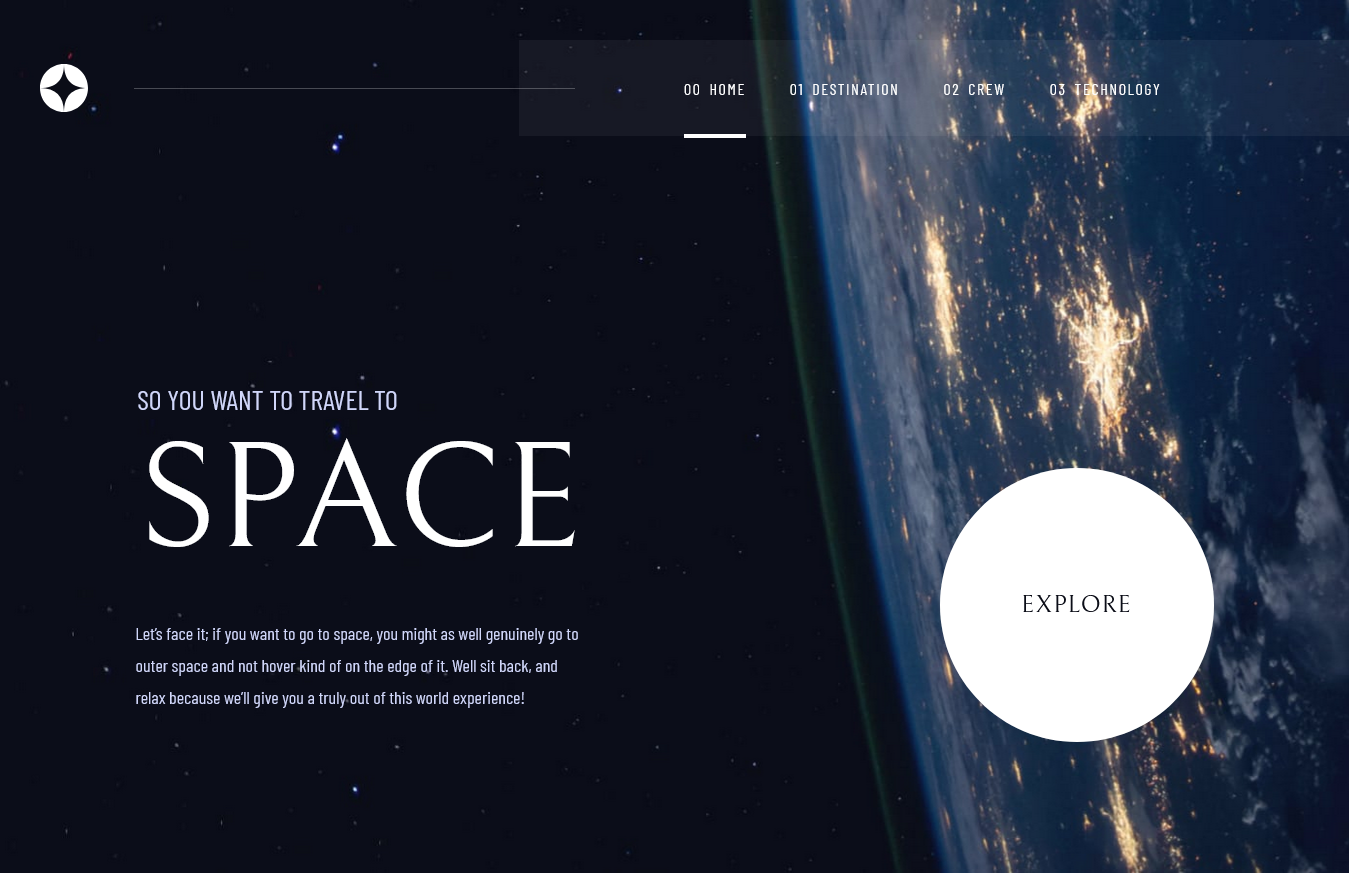 00 HOME 01 DESTINATION 02 CREW 03 TECHNOLOGY
SO YOU WANT TO TRAVEL TO
SPACE
Let's face it; if you want to go to space, you might as well genuinely go to
outer space and not hover kind of on the edge of it. Well sit back, and
relax because we'll give you a truly out of this world experience!
EXPLORE